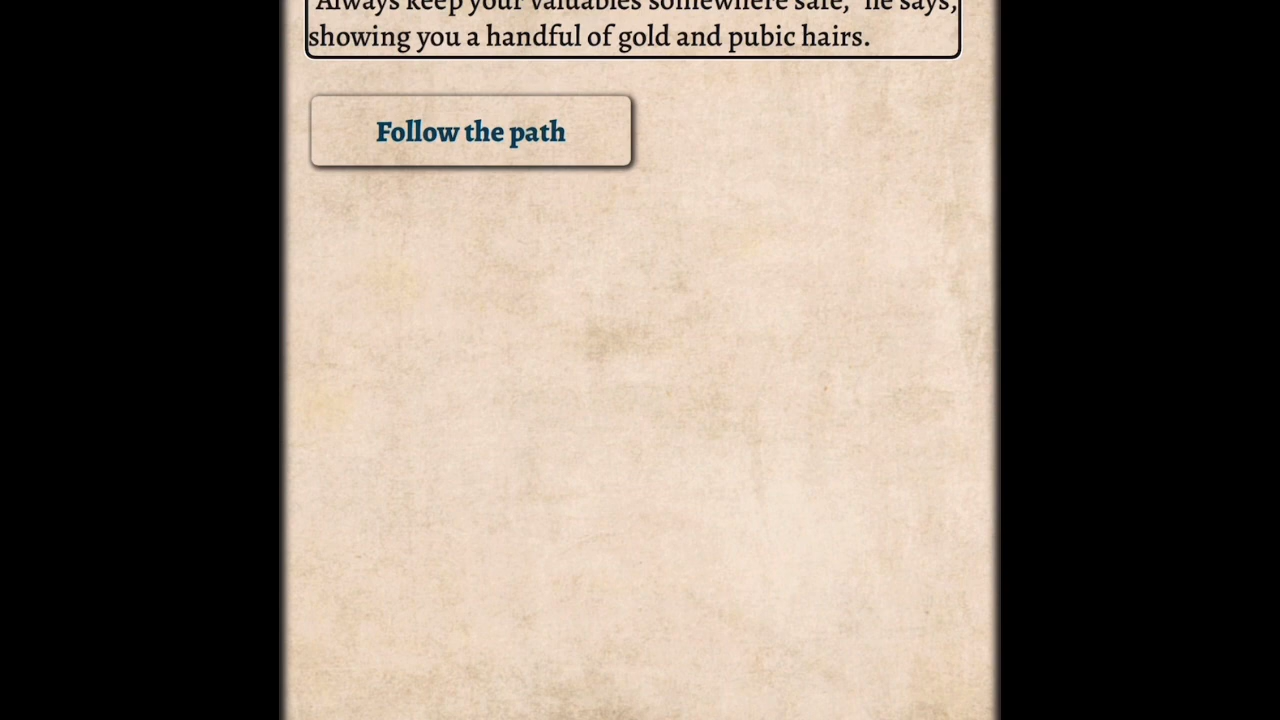 "Always keep your valuables somewhere safe," he says,
showing you a handful of gold and pubic hairs.
Follow the path